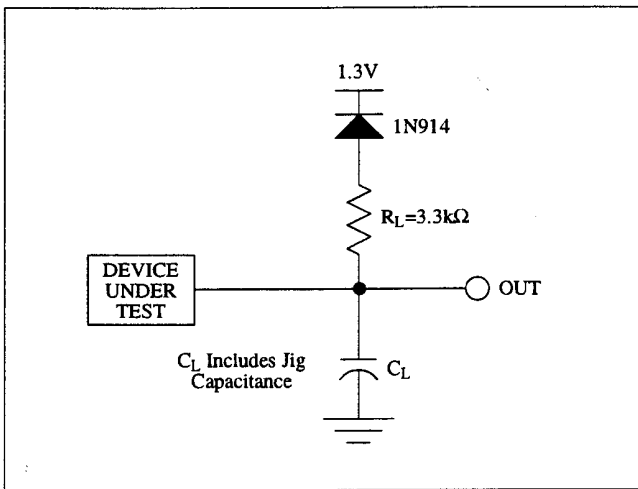 1.3V
1N914
R_L=3.3kΩ
DEVICE
UNDER
TEST
OUT
C_L Includes Jig
Capacitance
C_L